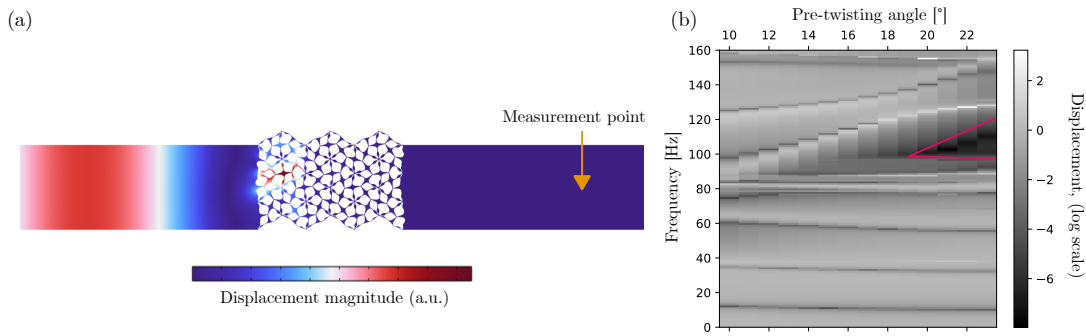 (a)
Measurement point
Displacement magnitude (a.u.)
(b)
Pre-twisting angle [°]
10 12 14 16 18 20 22
160
140
120
100
80
60
40
20
0
Frequency [Hz]
2
0
−2
−4
−6
Displacement, (log scale)